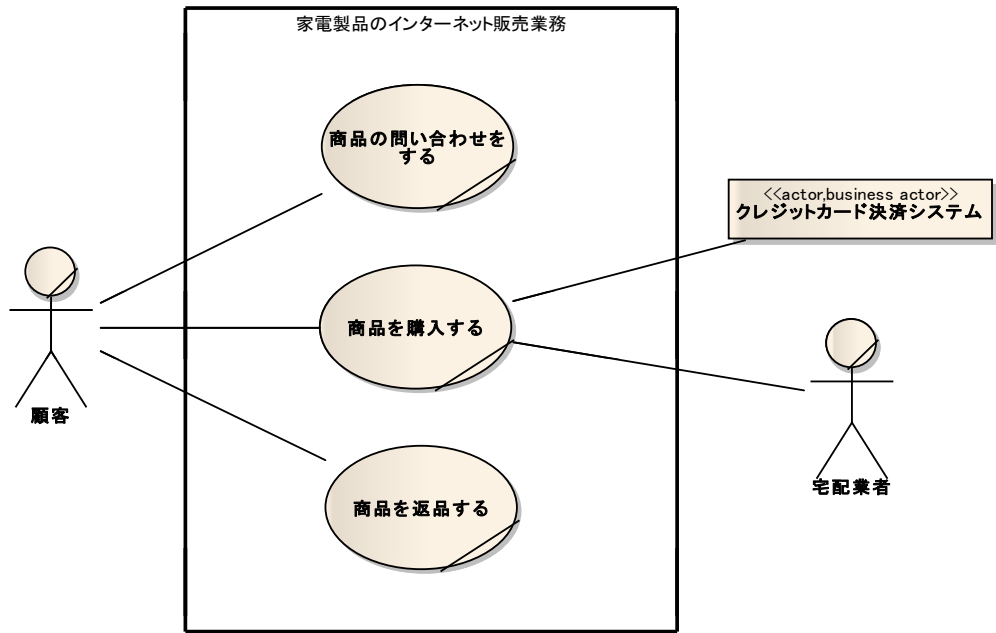 家電製品のインターネット販売業務
商品の問い合わせを
する
<<actor,business actor>>
クレジットカード決済システム
商品を購入する
顧客
宅配業者
商品を返品する